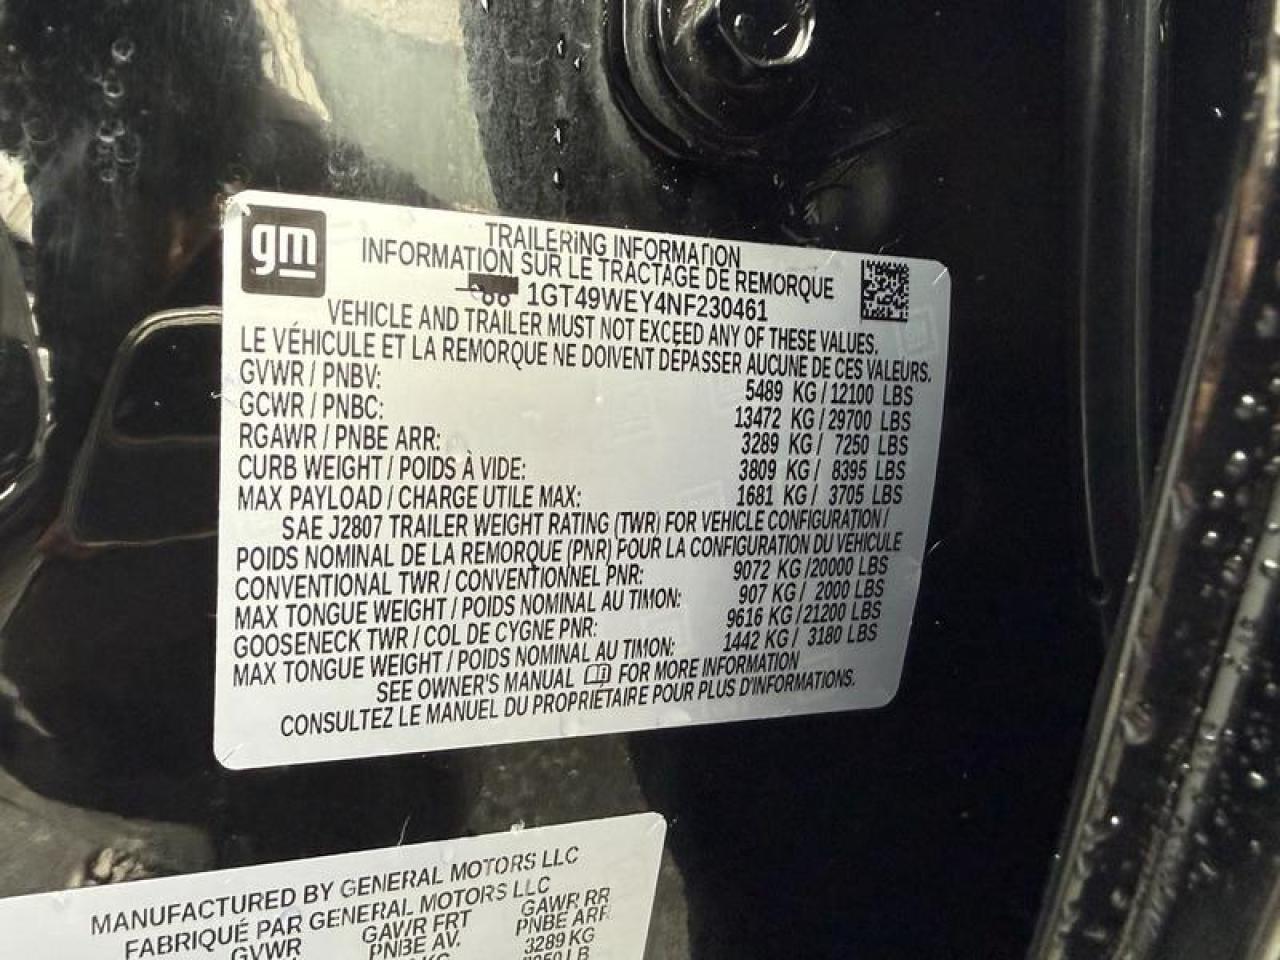 gm
TRAILERING INFORMATION
INFORMATION SUR LE TRACTAGE DE REMORQUE
1GT49WEY4NF230461
VEHICLE AND TRAILER MUST NOT EXCEED ANY OF THESE VALUES.
LE VÉHICULE ET LA REMORQUE NE DOIVENT DÉPASSER AUCUNE DE CES VALEURS.
GVWR / PNBV: 5489 KG / 12100 LBS
GCWR / PNBC: 13472 KG / 29700 LBS
RGAWR / PNBE ARR: 3289 KG / 7250 LBS
CURB WEIGHT / POIDS À VIDE: 3809 KG / 8395 LBS
MAX PAYLOAD / CHARGE UTILE MAX: 1681 KG / 3705 LBS
SAE J2807 TRAILER WEIGHT RATING (TWR) FOR VEHICLE CONFIGURATION /
POIDS NOMINAL DE LA REMORQUE (PNR) POUR LA CONFIGURATION DU VÉHICULE
CONVENTIONAL TWR / CONVENTIONNEL PNR: 9072 KG /20000 LBS
MAX TONGUE WEIGHT / POIDS NOMINAL AU TIMON: 907 KG / 2000 LBS
GOOSENECK TWR / COL DE CYGNE PNR: 9616 KG /21200 LBS
MAX TONGUE WEIGHT / POIDS NOMINAL AU TIMON: 1442 KG / 3180 LBS
SEE OWNER'S MANUAL FOR MORE INFORMATION
CONSULTEZ LE MANUEL DU PROPRIÉTAIRE POUR PLUS D'INFORMATIONS.
MANUFACTURED BY GENERAL MOTORS LLC
FABRIQUÉ PAR GENERAL MOTORS LLC
GVWR GAWR FRT GAWR RR
PNBE AV. PNBE ARR
KG 3289 KG
LB